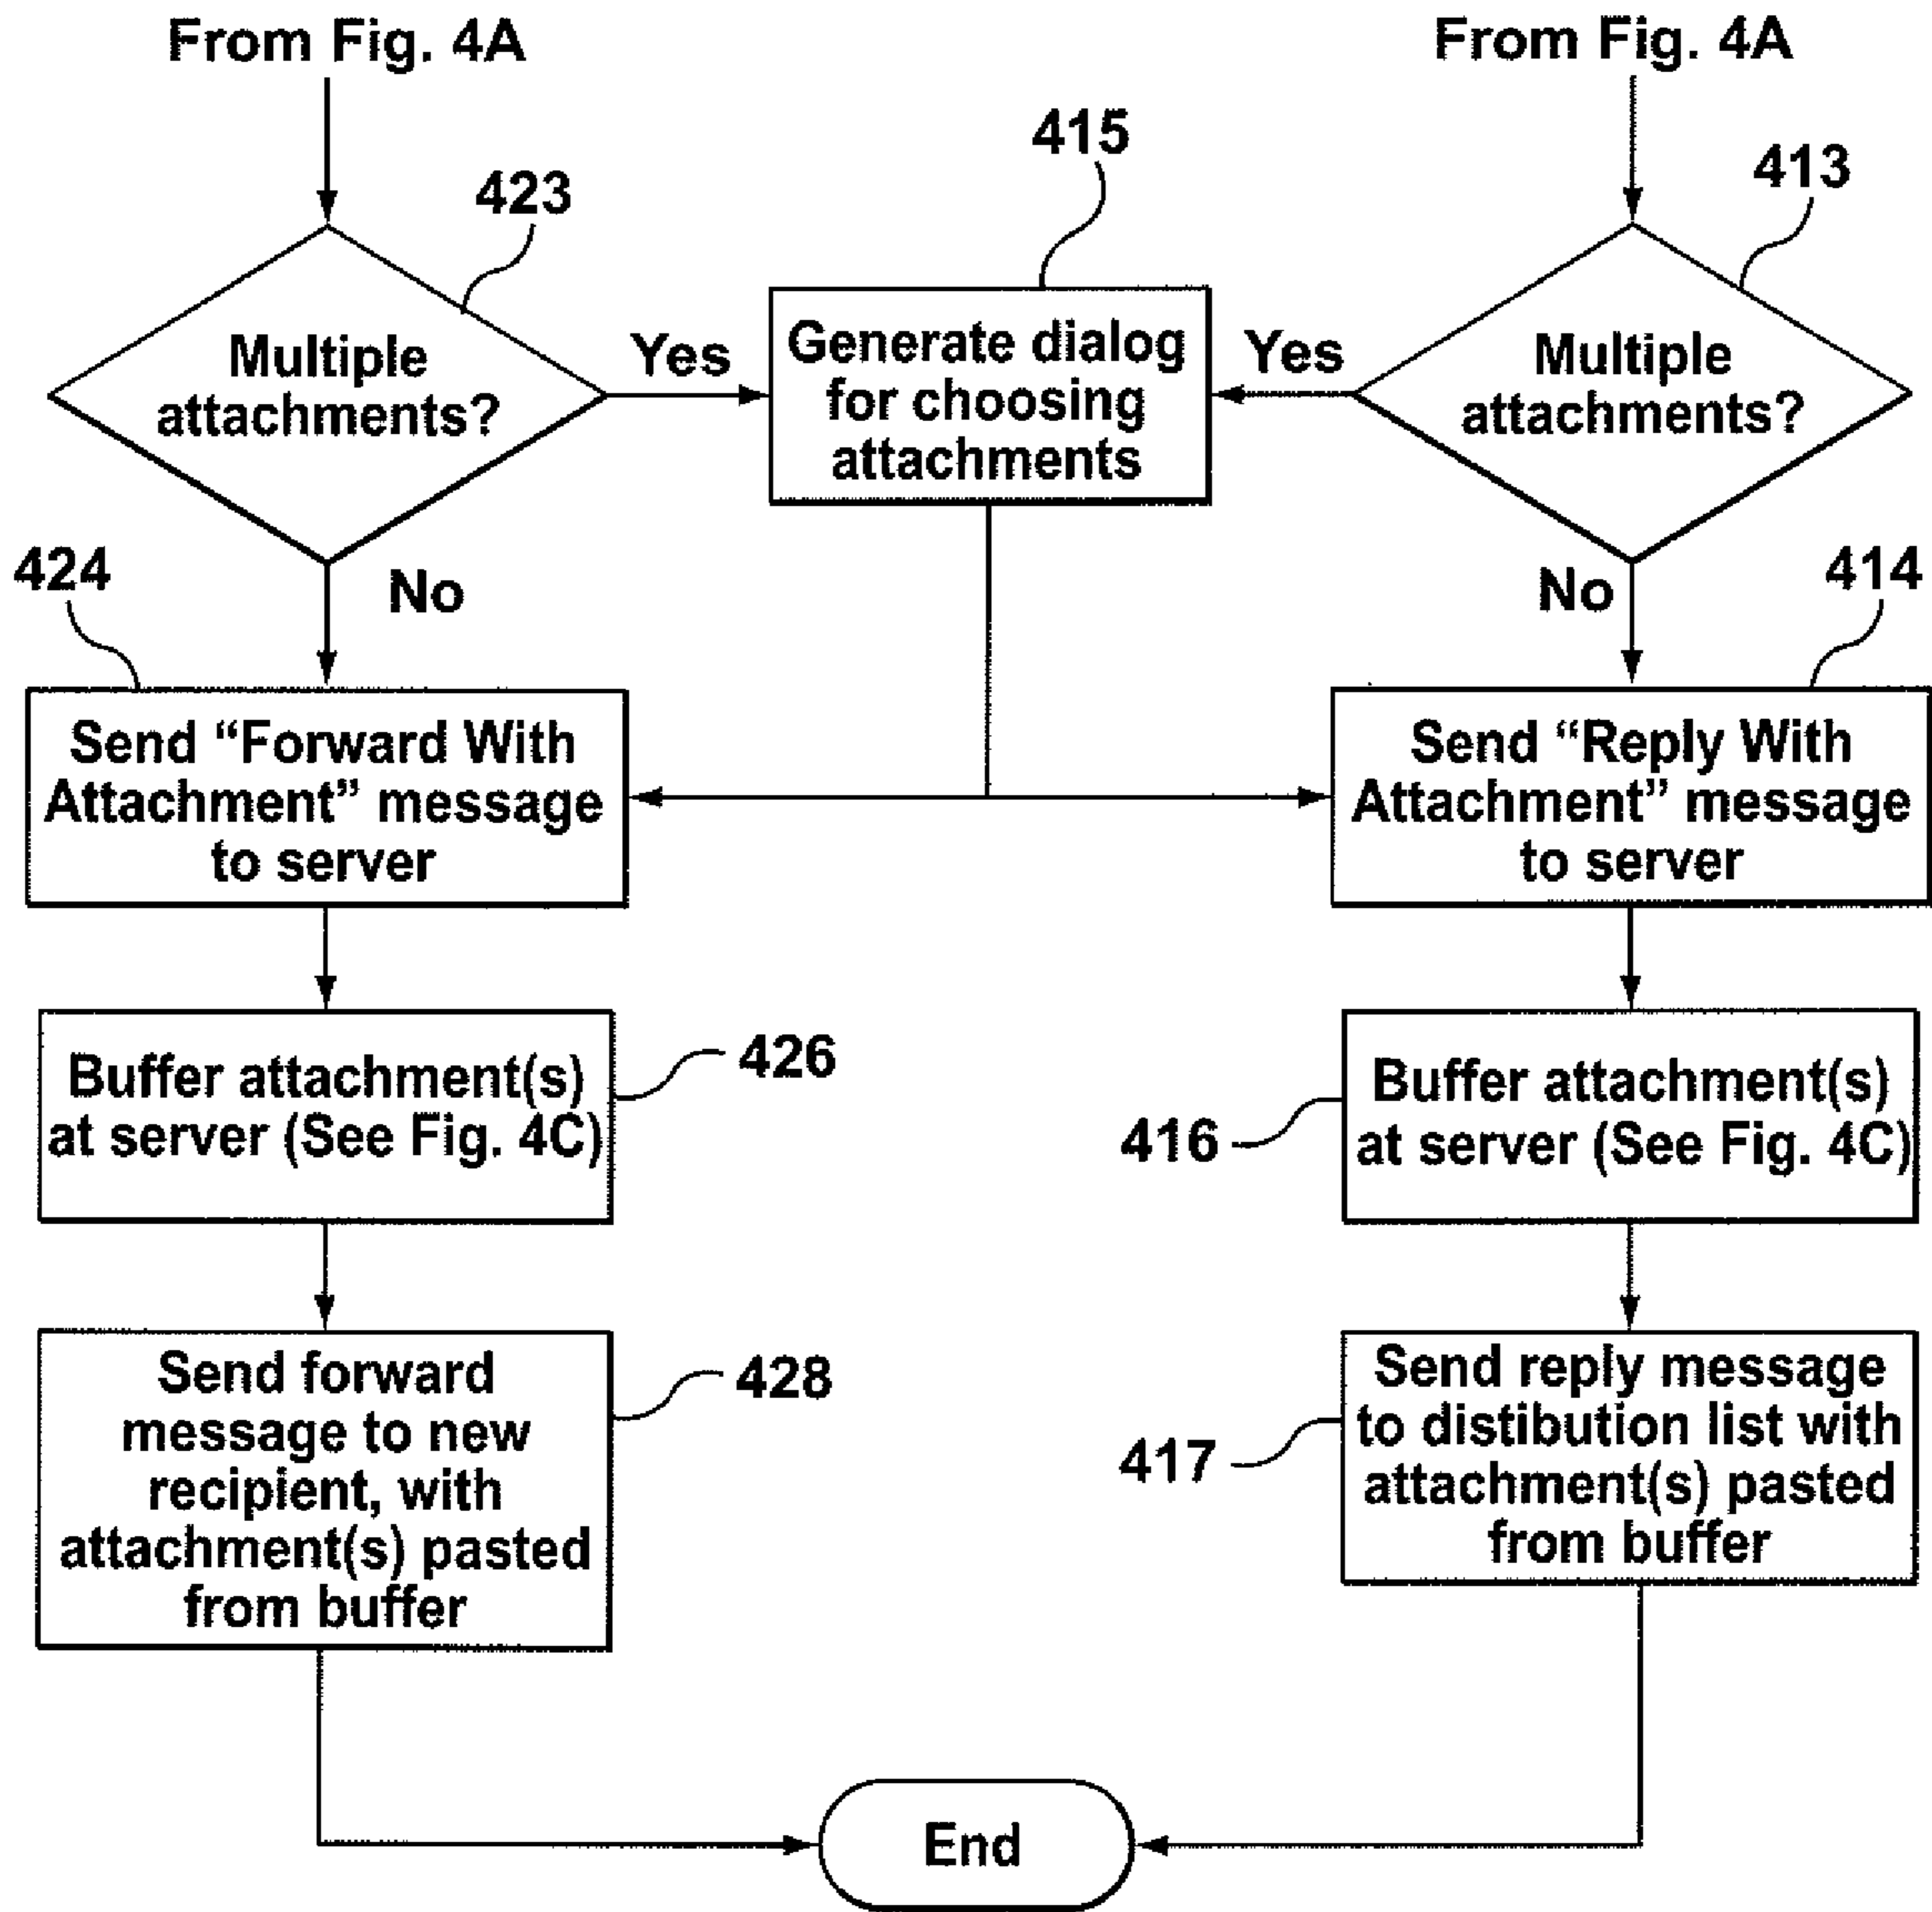 From Fig. 4A
From Fig. 4A
415
423
413
Multiple
attachments?
Yes
Generate dialog
for choosing
attachments
Yes
Multiple
attachments?
424
No
No
414
Send “Forward With
Attachment” message
to server
Send “Reply With
Attachment” message
to server
Buffer attachment(s)
at server (See Fig. 4C)
426
416
Buffer attachment(s)
at server (See Fig. 4C)
Send forward
message to new
recipient, with
attachment(s) pasted
from buffer
428
417
Send reply message
to distibution list with
attachment(s) pasted
from buffer
End